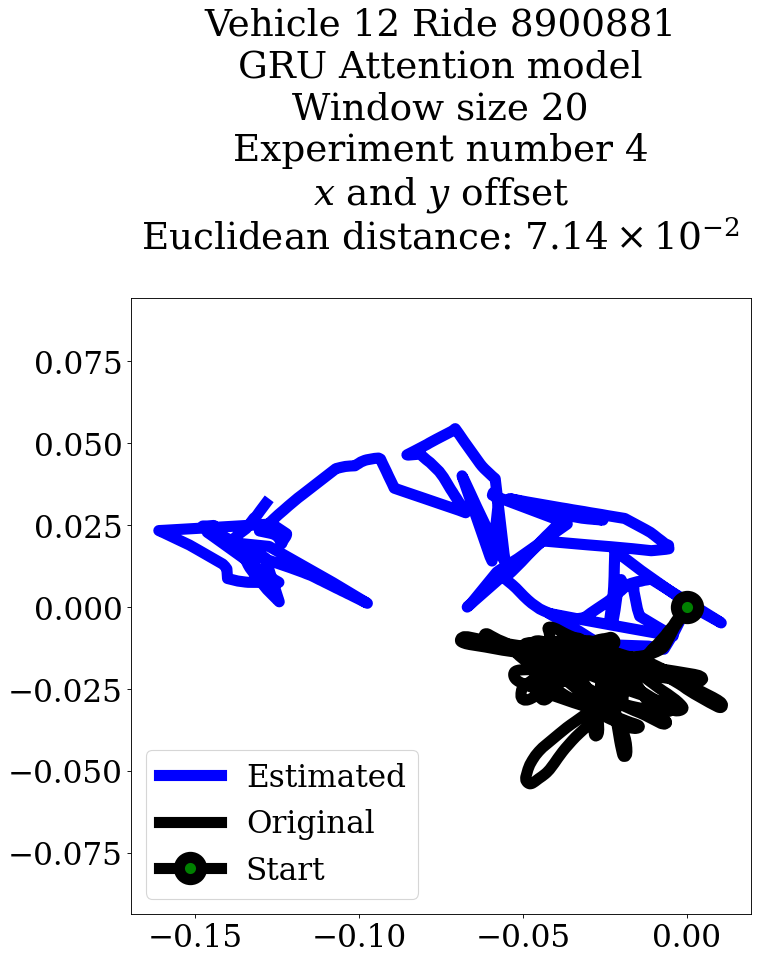 Vehicle 12 Ride 8900881
GRU Attention model
Window size 20
Experiment number 4
x and y offset
Euclidean distance: 7.14 × 10⁻²
0.075
0.050
0.025
0.000
−0.025
−0.050
−0.075
Estimated
Original
Start
−0.15 −0.10 −0.05 0.00